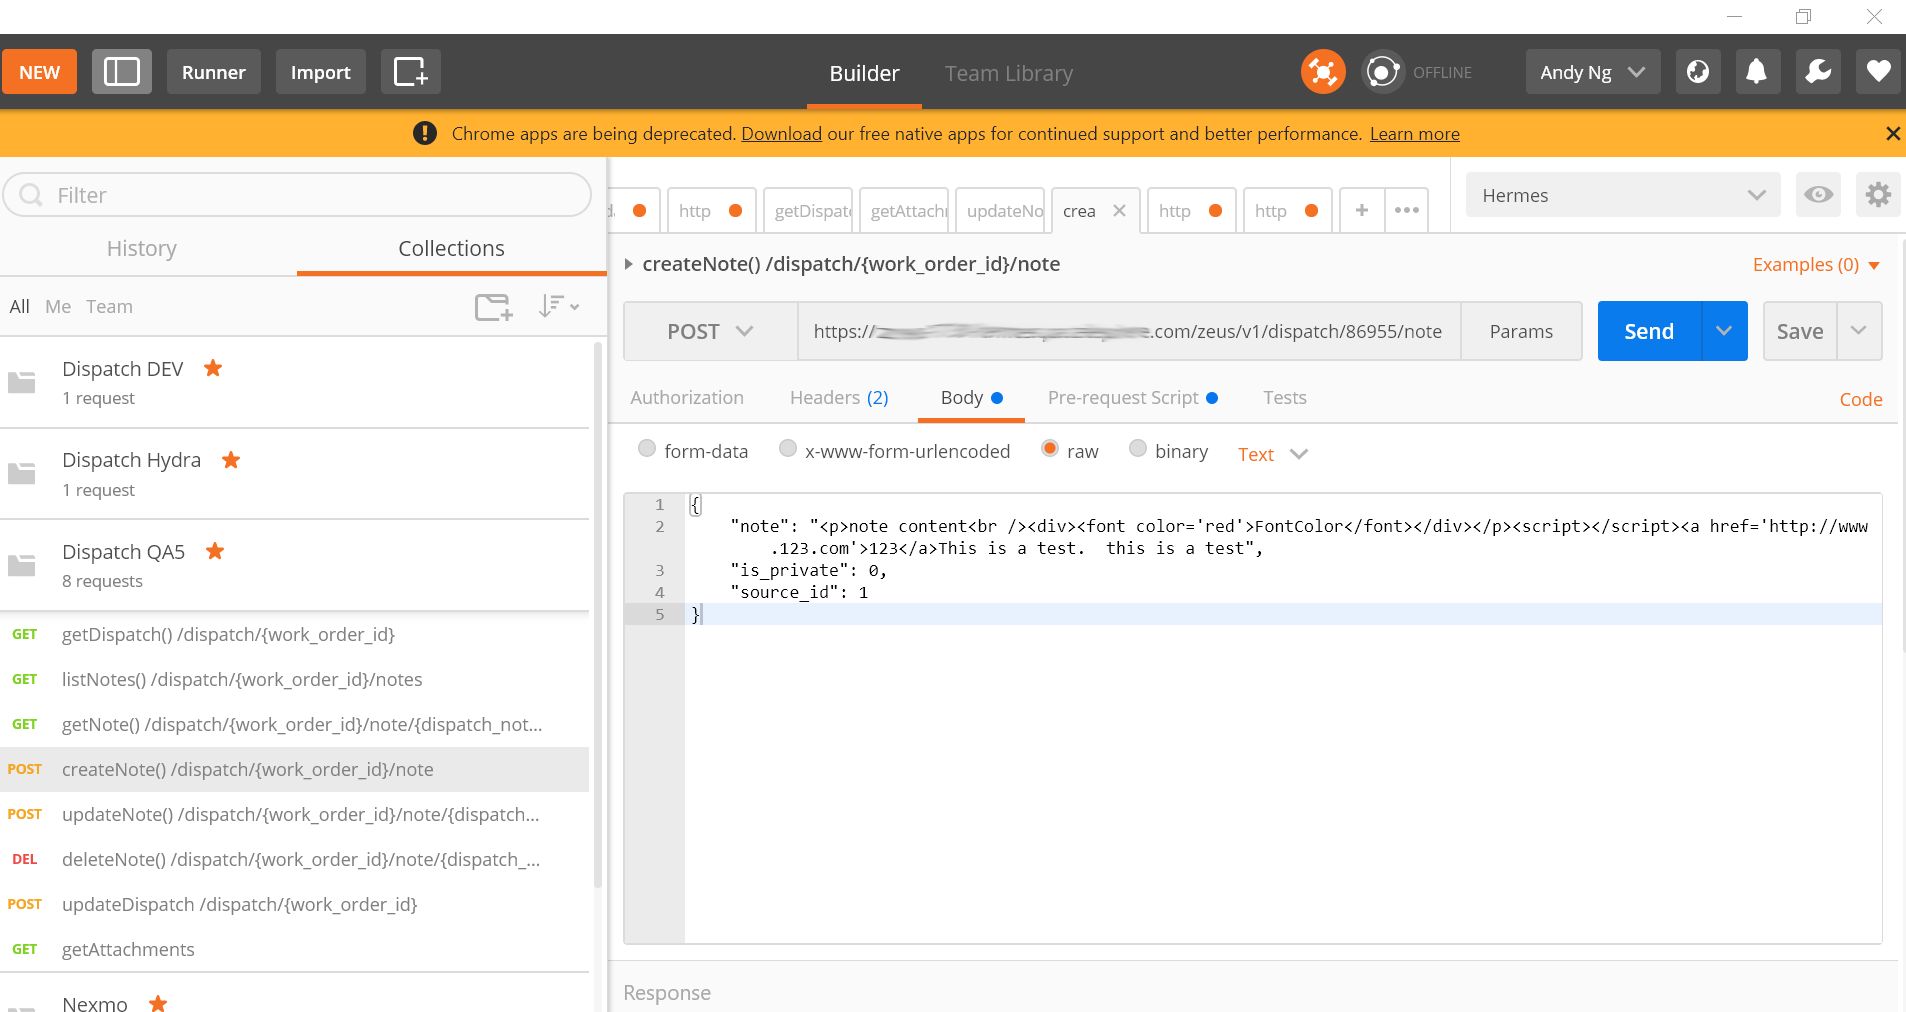 NEW
Runner
Import
Builder
Team Library
OFFLINE
Andy Ng
Chrome apps are being deprecated. Download our free native apps for continued support and better performance. Learn more
Filter
History
Collections
All
Me
Team
Dispatch DEV
1 request
Dispatch Hydra
1 request
Dispatch QA5
8 requests
GET getDispatch() /dispatch/{work_order_id}
GET listNotes() /dispatch/{work_order_id}/notes
GET getNote() /dispatch/{work_order_id}/note/{dispatch_not...
POST createNote() /dispatch/{work_order_id}/note
POST updateNote() /dispatch/{work_order_id}/note/{dispatch...
DEL deleteNote() /dispatch/{work_order_id}/note/{dispatch_...
POST updateDispatch /dispatch/{work_order_id}
GET getAttachments
Nexmo
http
getDispat
getAttach
updateNo
crea
http
http
Hermes
createNote() /dispatch/{work_order_id}/note
Examples (0)
POST
https:// .com/zeus/v1/dispatch/86955/note
Params
Send
Save
Authorization
Headers (2)
Body
Pre-request Script
Tests
Code
form-data
x-www-form-urlencoded
raw
binary
Text
1 {
2 "note": "<p>note content<br /><div><font color='red'>FontColor</font></div></p><script></script><a href='http://www
.123.com'>123</a>This is a test.  this is a test",
3 "is_private": 0,
4 "source_id": 1
5 }
Response